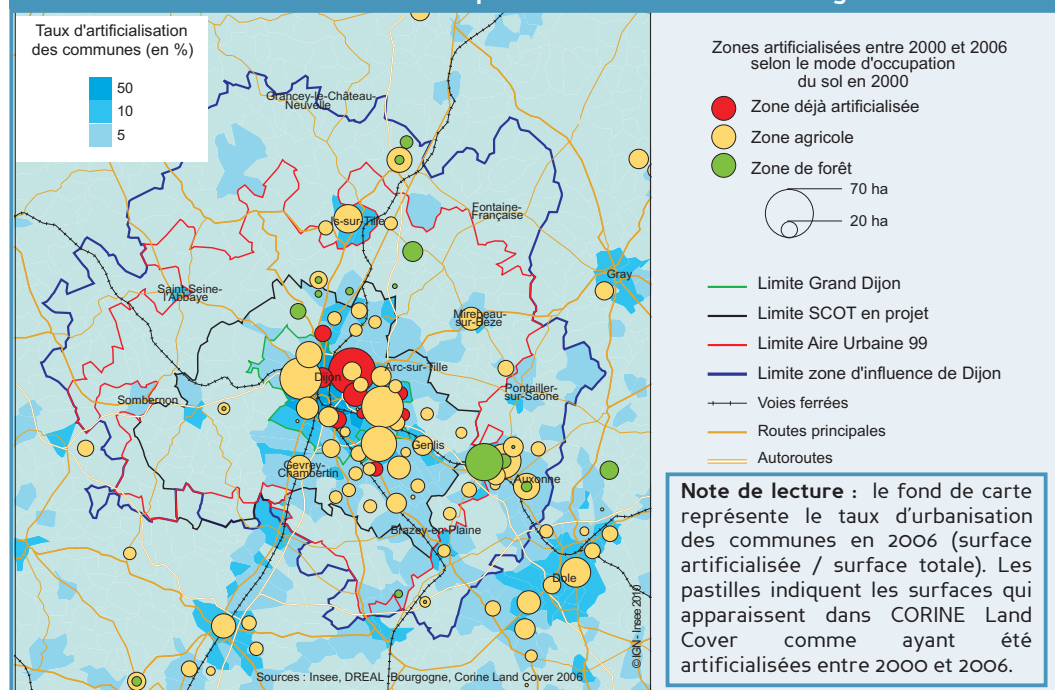 Taux d'artificialisation
des communes (en %)
50
10
5
Grancey-le-Château-
Neuvelle
Is-sur-Tille
Fontaine-
Française
Saint-Seine-
l'Abbaye
Gray
Mirebeau-
sur-Bèze
Arc-sur-Tille
Dijon
Sombernon
Pontailler-
sur-Saône
Genlis
Gevrey-
Chambertin
Auxonne
Brazey-en-Plaine
Dole
© IGN - Insee 2010
Sources : Insee, DREAL Bourgogne, Corine Land Cover 2006
Zones artificialisées entre 2000 et 2006
selon le mode d'occupation
du sol en 2000
Zone déjà artificialisée
Zone agricole
Zone de forêt
70 ha
20 ha
Limite Grand Dijon
Limite SCOT en projet
Limite Aire Urbaine 99
Limite zone d'influence de Dijon
Voies ferrées
Routes principales
Autoroutes
Note de lecture : le fond de carte
représente le taux d'urbanisation
des communes en 2006 (surface
artificialisée / surface totale). Les
pastilles indiquent les surfaces qui
apparaissent dans CORINE Land
Cover comme ayant été
artificialisées entre 2000 et 2006.